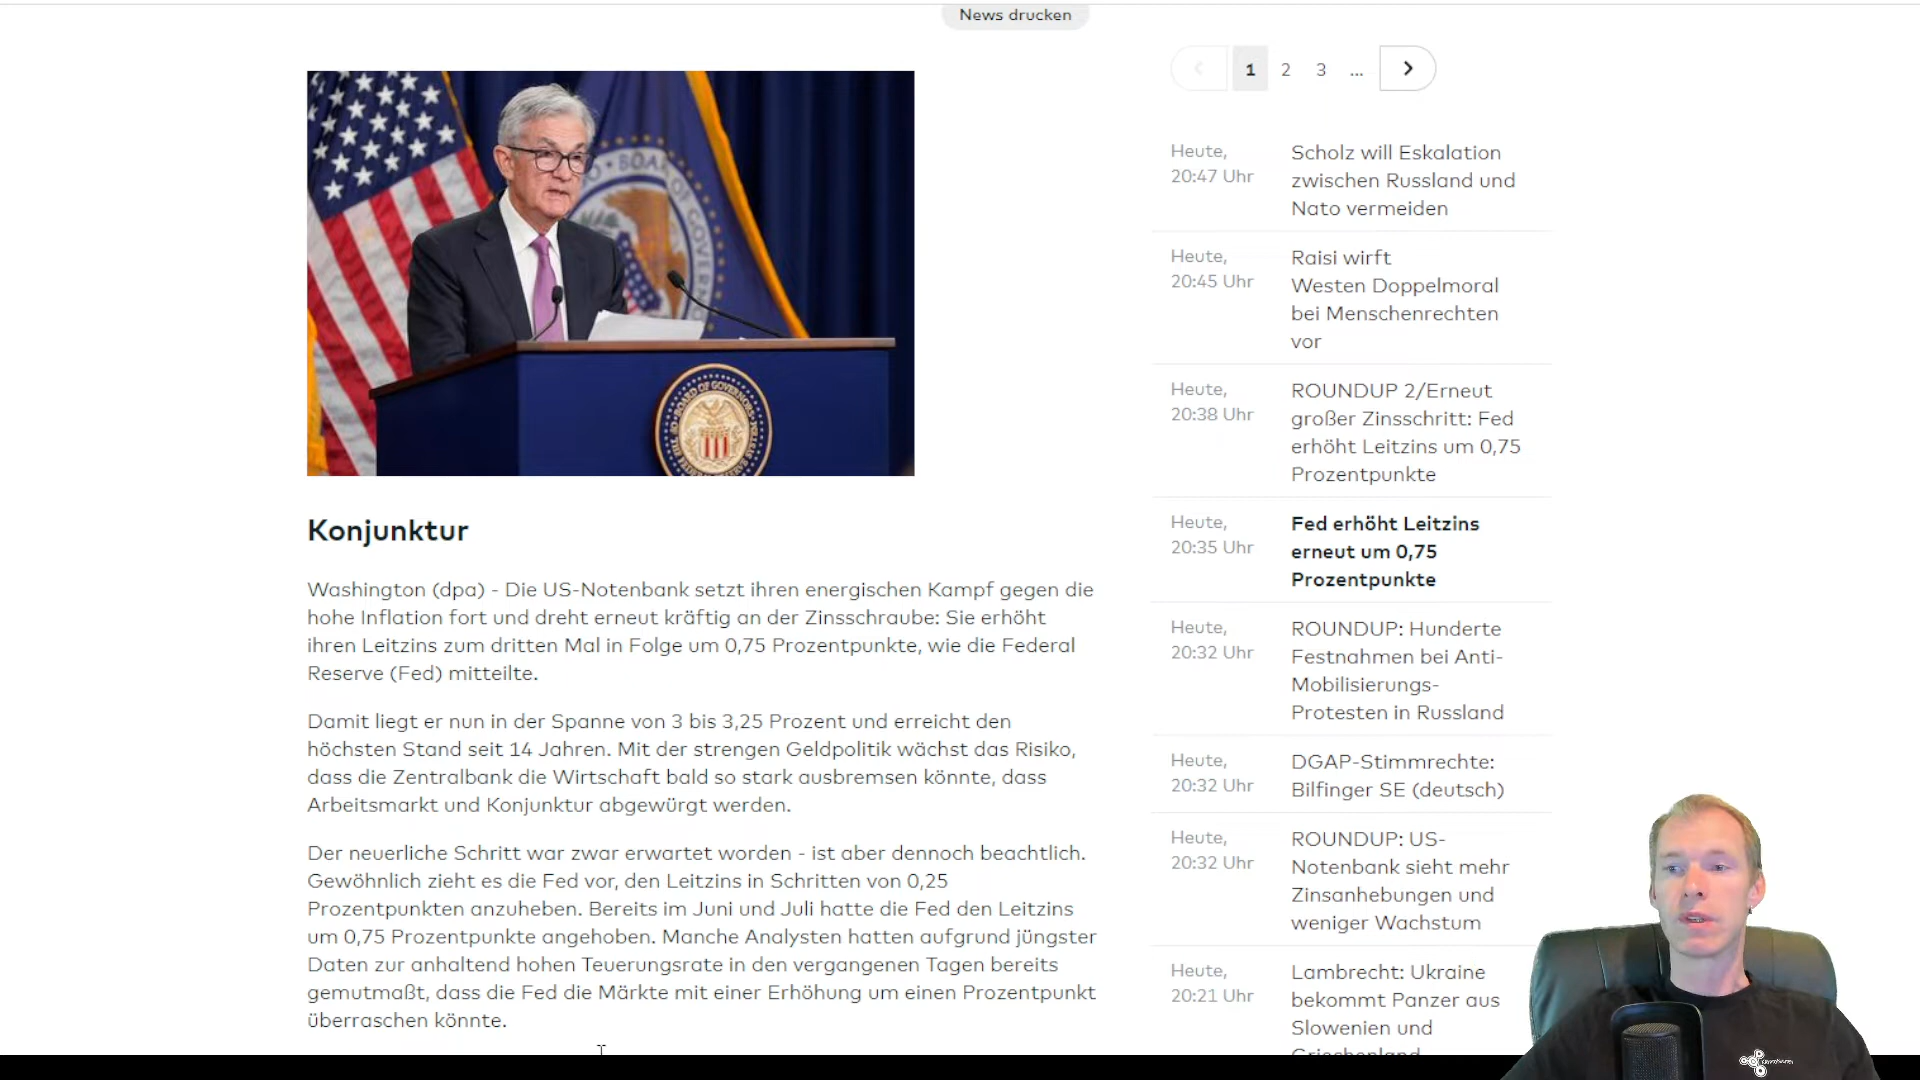 News drucken
1 2 3 ...
BOARD OF GOVERNO
BOARD OF GOVERNORS
Konjunktur
Washington (dpa) - Die US-Notenbank setzt ihren energischen Kampf gegen die
hohe Inflation fort und dreht erneut kräftig an der Zinsschraube: Sie erhöht
ihren Leitzins zum dritten Mal in Folge um 0,75 Prozentpunkte, wie die Federal
Reserve (Fed) mitteilte.
Damit liegt er nun in der Spanne von 3 bis 3,25 Prozent und erreicht den
höchsten Stand seit 14 Jahren. Mit der strengen Geldpolitik wächst das Risiko,
dass die Zentralbank die Wirtschaft bald so stark ausbremsen könnte, dass
Arbeitsmarkt und Konjunktur abgewürgt werden.
Der neuerliche Schritt war zwar erwartet worden - ist aber dennoch beachtlich.
Gewöhnlich zieht es die Fed vor, den Leitzins in Schritten von 0,25
Prozentpunkten anzuheben. Bereits im Juni und Juli hatte die Fed den Leitzins
um 0,75 Prozentpunkte angehoben. Manche Analysten hatten aufgrund jüngster
Daten zur anhaltend hohen Teuerungsrate in den vergangenen Tagen bereits
gemutmaßt, dass die Fed die Märkte mit einer Erhöhung um einen Prozentpunkt
überraschen könnte.
Heute,
20:47 Uhr
Scholz will Eskalation
zwischen Russland und
Nato vermeiden
Heute,
20:45 Uhr
Raisi wirft
Westen Doppelmoral
bei Menschenrechten
vor
Heute,
20:38 Uhr
ROUNDUP 2/Erneut
großer Zinsschritt: Fed
erhöht Leitzins um 0,75
Prozentpunkte
Heute,
20:35 Uhr
Fed erhöht Leitzins
erneut um 0,75
Prozentpunkte
Heute,
20:32 Uhr
ROUNDUP: Hunderte
Festnahmen bei Anti-
Mobilisierungs-
Protesten in Russland
Heute,
20:32 Uhr
DGAP-Stimmrechte:
Bilfinger SE (deutsch)
Heute,
20:32 Uhr
ROUNDUP: US-
Notenbank sieht mehr
Zinsanhebungen und
weniger Wachstum
Heute,
20:21 Uhr
Lambrecht: Ukraine
bekommt Panzer aus
Slowenien und
Griechenland